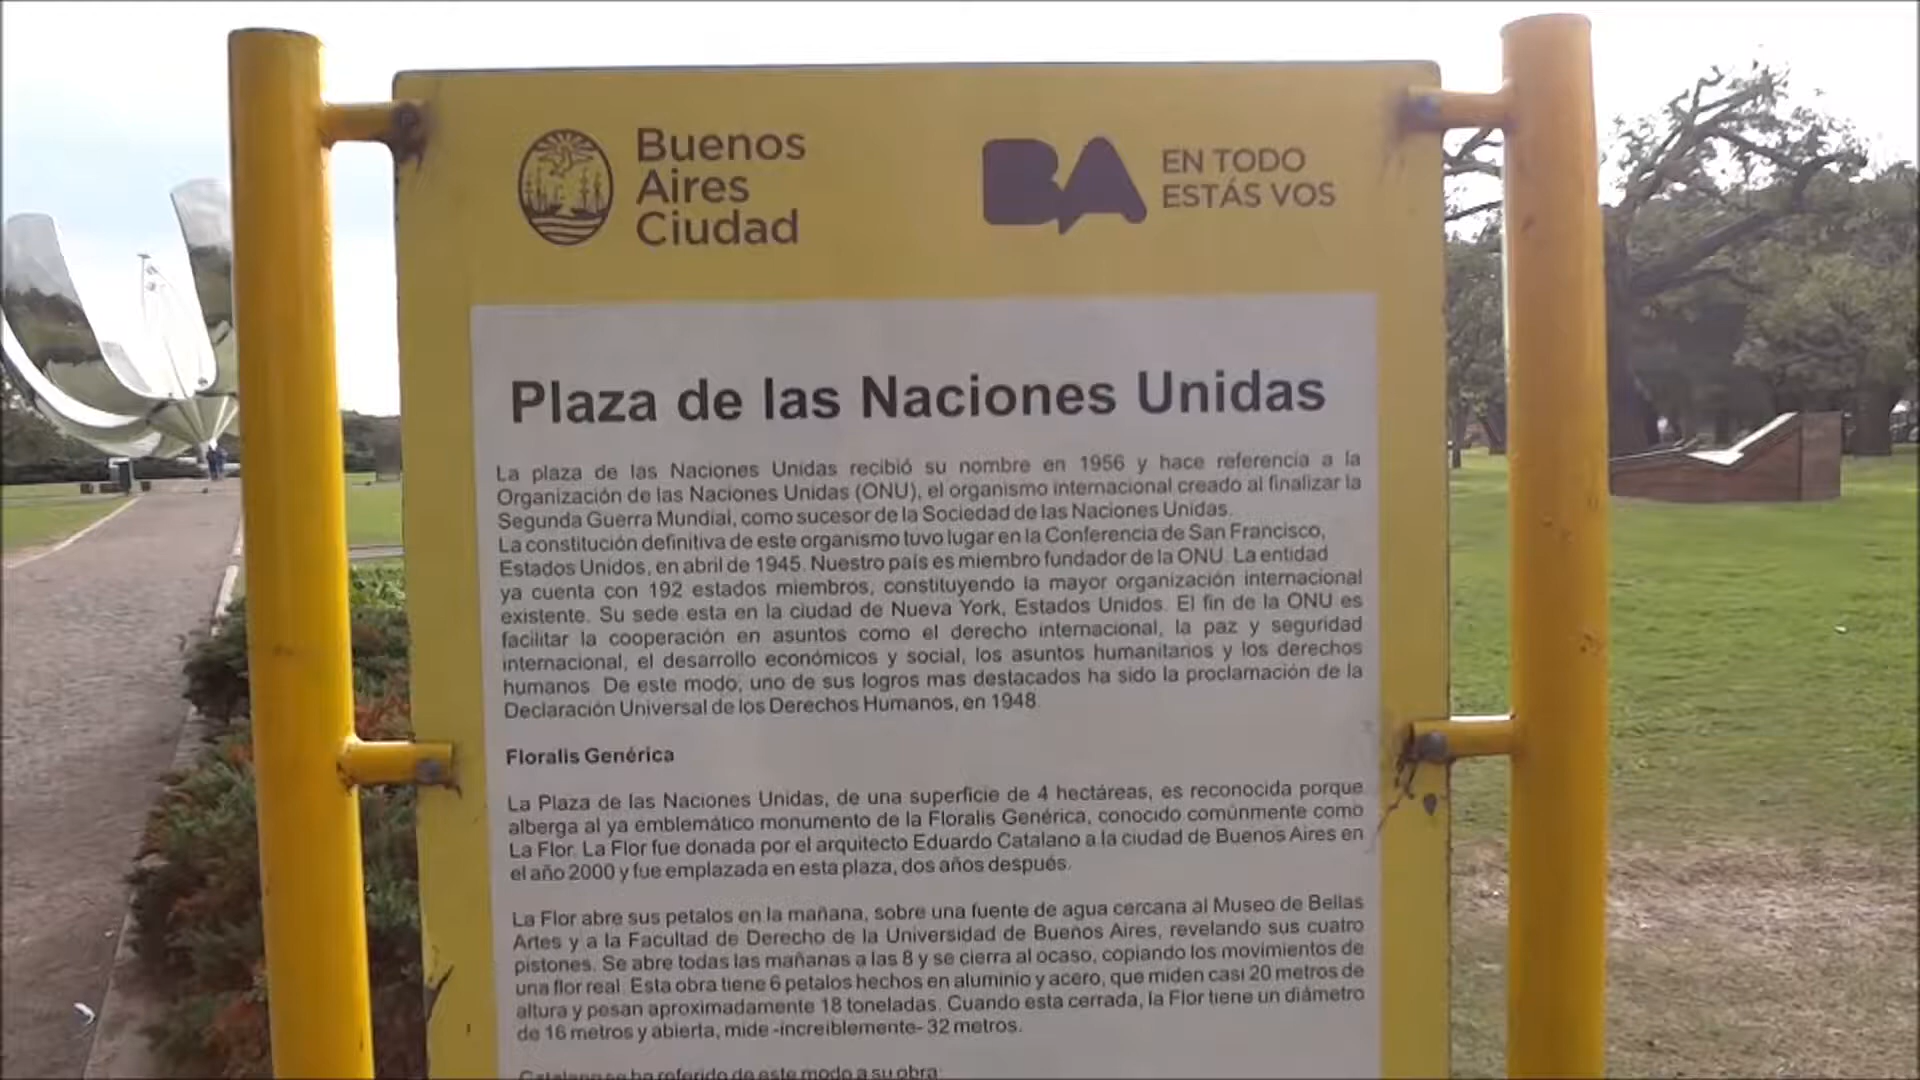 Buenos
Aires
Ciudad
BA
EN TODO
ESTÁS VOS
Plaza de las Naciones Unidas
La plaza de las Naciones Unidas recibió su nombre en 1956 y hace referencia a la
Organización de las Naciones Unidas (ONU), el organismo internacional creado al finalizar la
Segunda Guerra Mundial, como sucesor de la Sociedad de las Naciones Unidas.
La constitución definitiva de este organismo tuvo lugar en la Conferencia de San Francisco,
Estados Unidos, en abril de 1945. Nuestro país es miembro fundador de la ONU. La entidad
ya cuenta con 192 estados miembros, constituyendo la mayor organización internacional
existente. Su sede esta en la ciudad de Nueva York, Estados Unidos. El fin de la ONU es
facilitar la cooperación en asuntos como el derecho internacional, la paz y seguridad
internacional, el desarrollo económicos y social, los asuntos humanitarios y los derechos
humanos. De este modo, uno de sus logros mas destacados ha sido la proclamación de la
Declaración Universal de los Derechos Humanos, en 1948.
Floralis Genérica
La Plaza de las Naciones Unidas, de una superficie de 4 hectáreas, es reconocida porque
alberga al ya emblemático monumento de la Floralis Genérica, conocido comúnmente como
La Flor. La Flor fue donada por el arquitecto Eduardo Catalano a la ciudad de Buenos Aires en
el año 2000 y fue emplazada en esta plaza, dos años después.
La Flor abre sus petalos en la mañana, sobre una fuente de agua cercana al Museo de Bellas
Artes y a la Facultad de Derecho de la Universidad de Buenos Aires, revelando sus cuatro
pistones. Se abre todas las mañanas a las 8 y se cierra al ocaso, copiando los movimientos de
una flor real. Esta obra tiene 6 petalos hechos en aluminio y acero, que miden casi 20 metros de
altura y pesan aproximadamente 18 toneladas. Cuando esta cerrada, la Flor tiene un diámetro
de 16 metros y abierta, mide -increiblemente- 32 metros.
Catalano se ha referido de este modo a su obra: